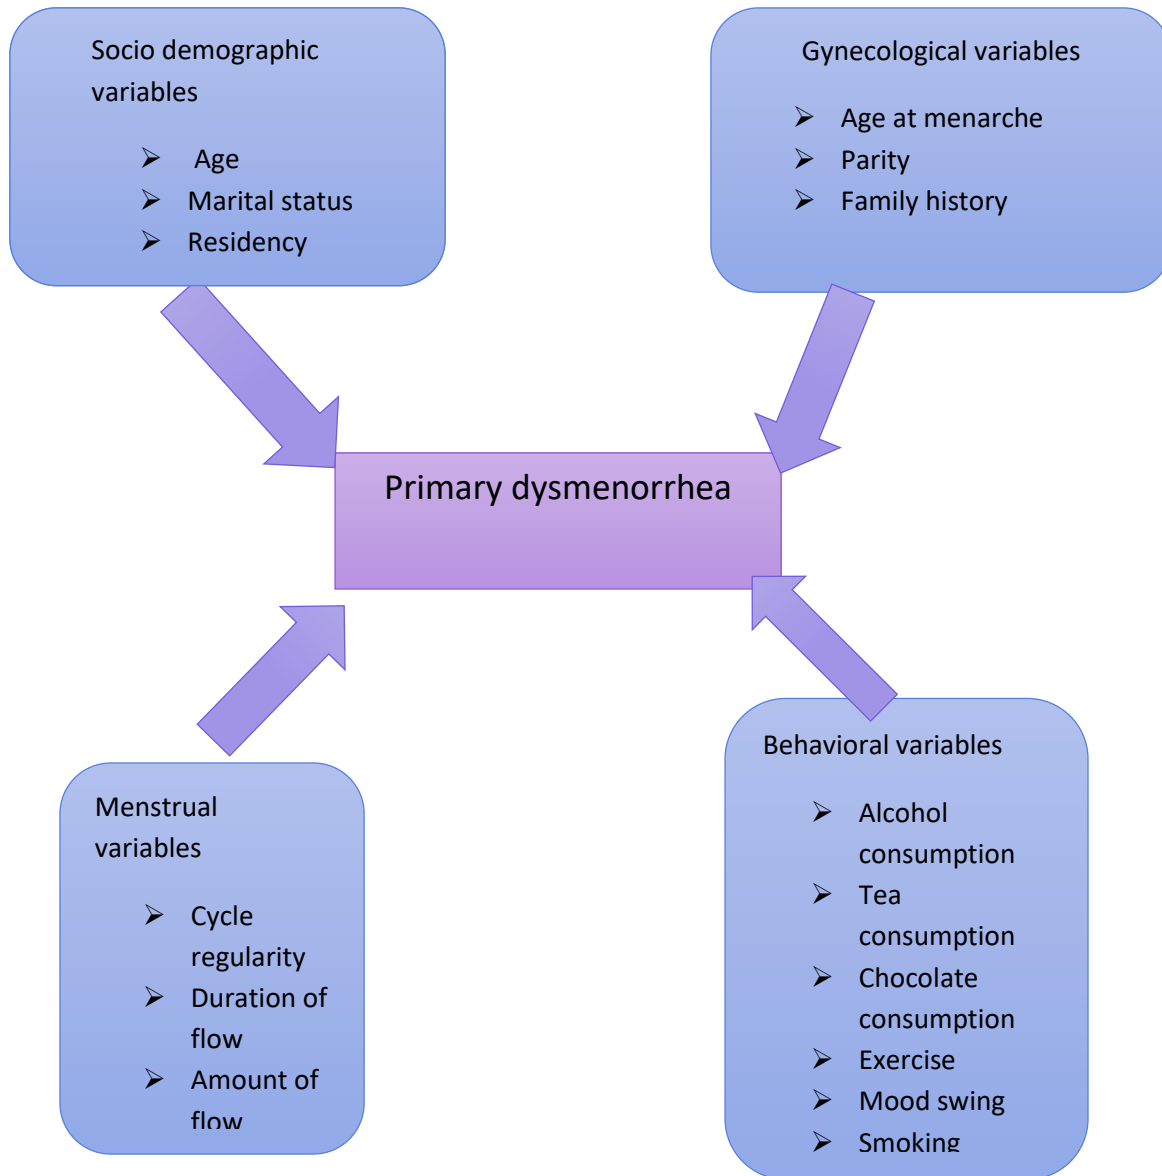 Socio demographic
variables
➢ Age
➢ Marital status
➢ Residency
Gynecological variables
➢ Age at menarche
➢ Parity
➢ Family history
Primary dysmenorrhea
Menstrual
variables
➢ Cycle
regularity
➢ Duration of
flow
➢ Amount of
flow
Behavioral variables
➢ Alcohol
consumption
➢ Tea
consumption
➢ Chocolate
consumption
➢ Exercise
➢ Mood swing
➢ Smoking